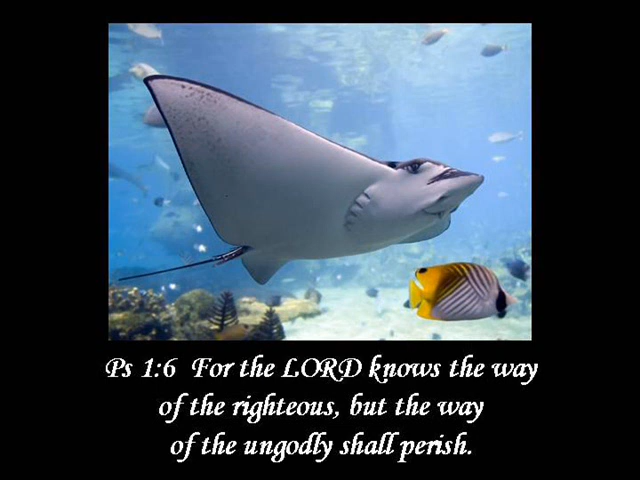 Ps 1:6  For the LORD knows the way
of the righteous, but the way
of the ungodly shall perish.